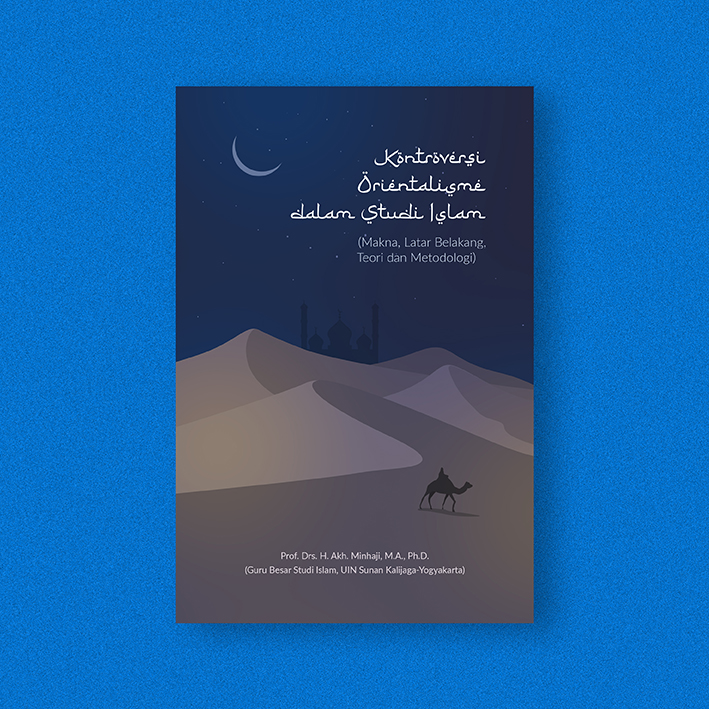 Kontroversi
Orientalisme
dalam Studi Islam
(Makna, Latar Belakang,
Teori dan Metodologi)
Prof. Drs. H. Akh. Minhaji, M.A., Ph.D.
(Guru Besar Studi Islam, UIN Sunan Kalijaga-Yogyakarta)